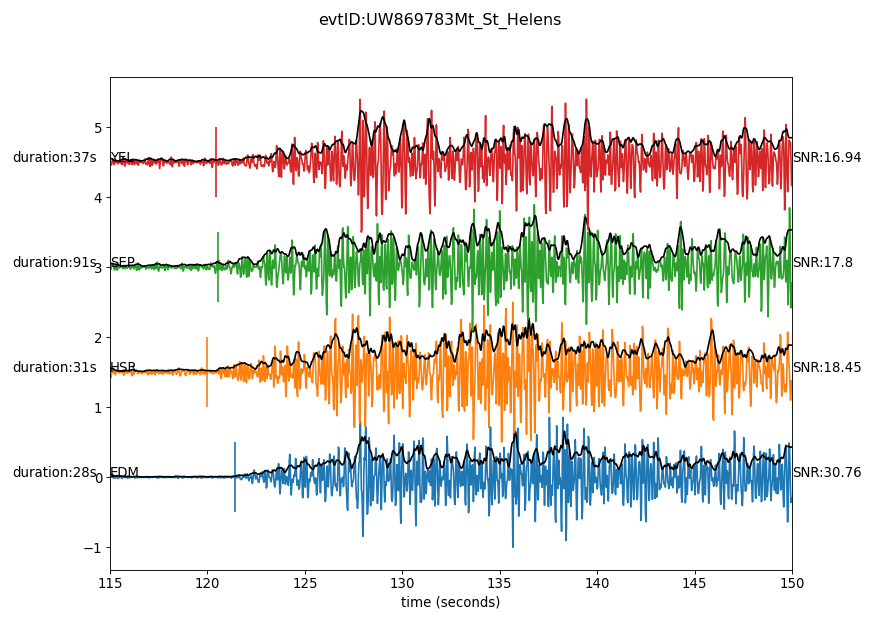 evtID:UW869783Mt_St_Helens
5
duration:37s YEL SNR:16.94
4
duration:91s 3 SEP SNR:17.8
2
duration:31s HSR SNR:18.45
1
duration:28s 0 EDM SNR:30.76
−1
115 120 125 130 135 140 145 150
time (seconds)